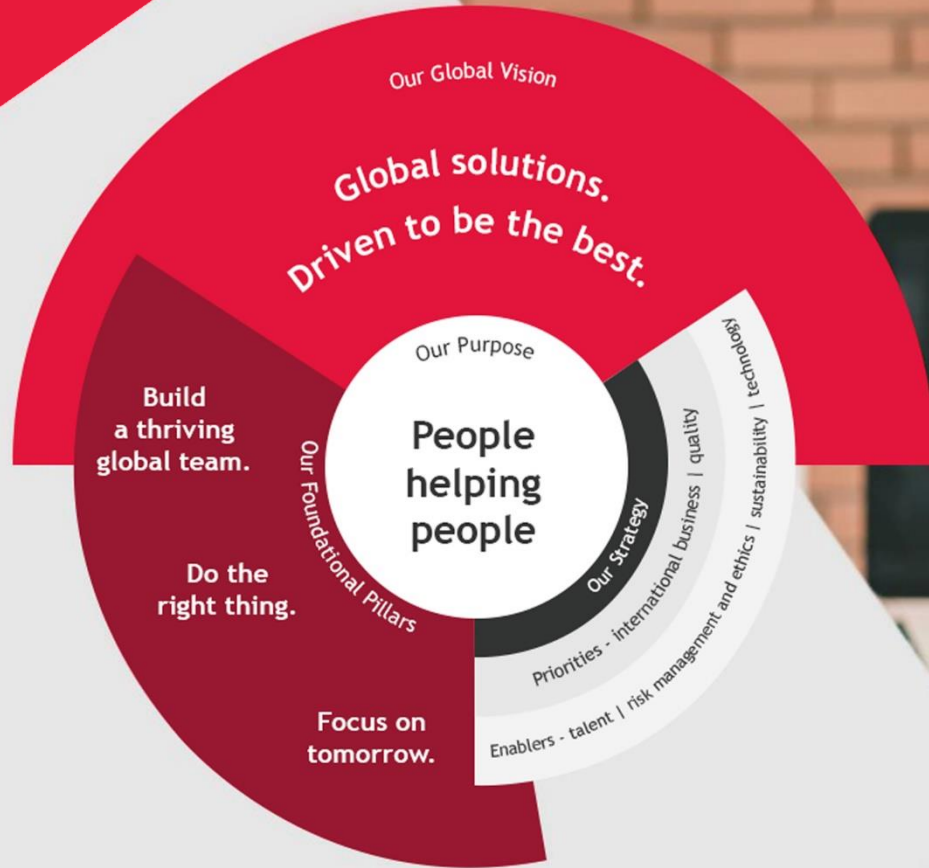 Our Global Vision
Global solutions.
Driven to be the best.
Our Purpose
People
helping
people
Our Foundational Pillars
Build
a thriving
global team.
Do the
right thing.
Focus on
tomorrow.
Our Strategy
Priorities - international business | quality
Enablers - talent | risk management and ethics | sustainability | technology